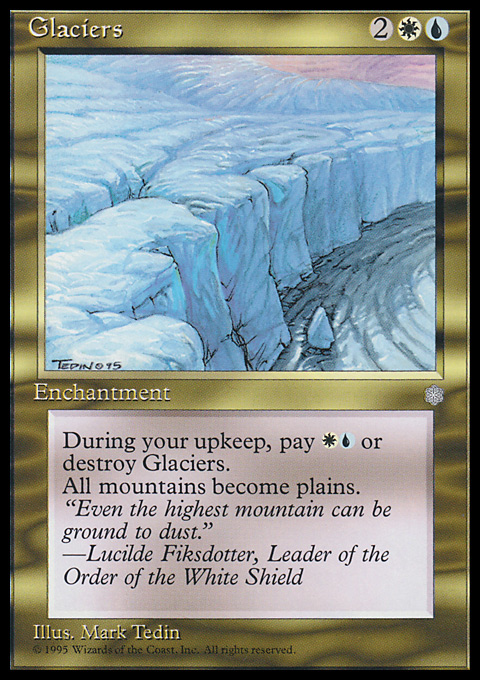 Glaciers 2
TEDIN©95
Enchantment
During your upkeep, pay or
destroy Glaciers.
All mountains become plains.
“Even the highest mountain can be
ground to dust.”
—Lucilde Fiksdotter, Leader of the
Order of the White Shield
Illus. Mark Tedin
© 1995 Wizards of the Coast, Inc. All rights reserved.